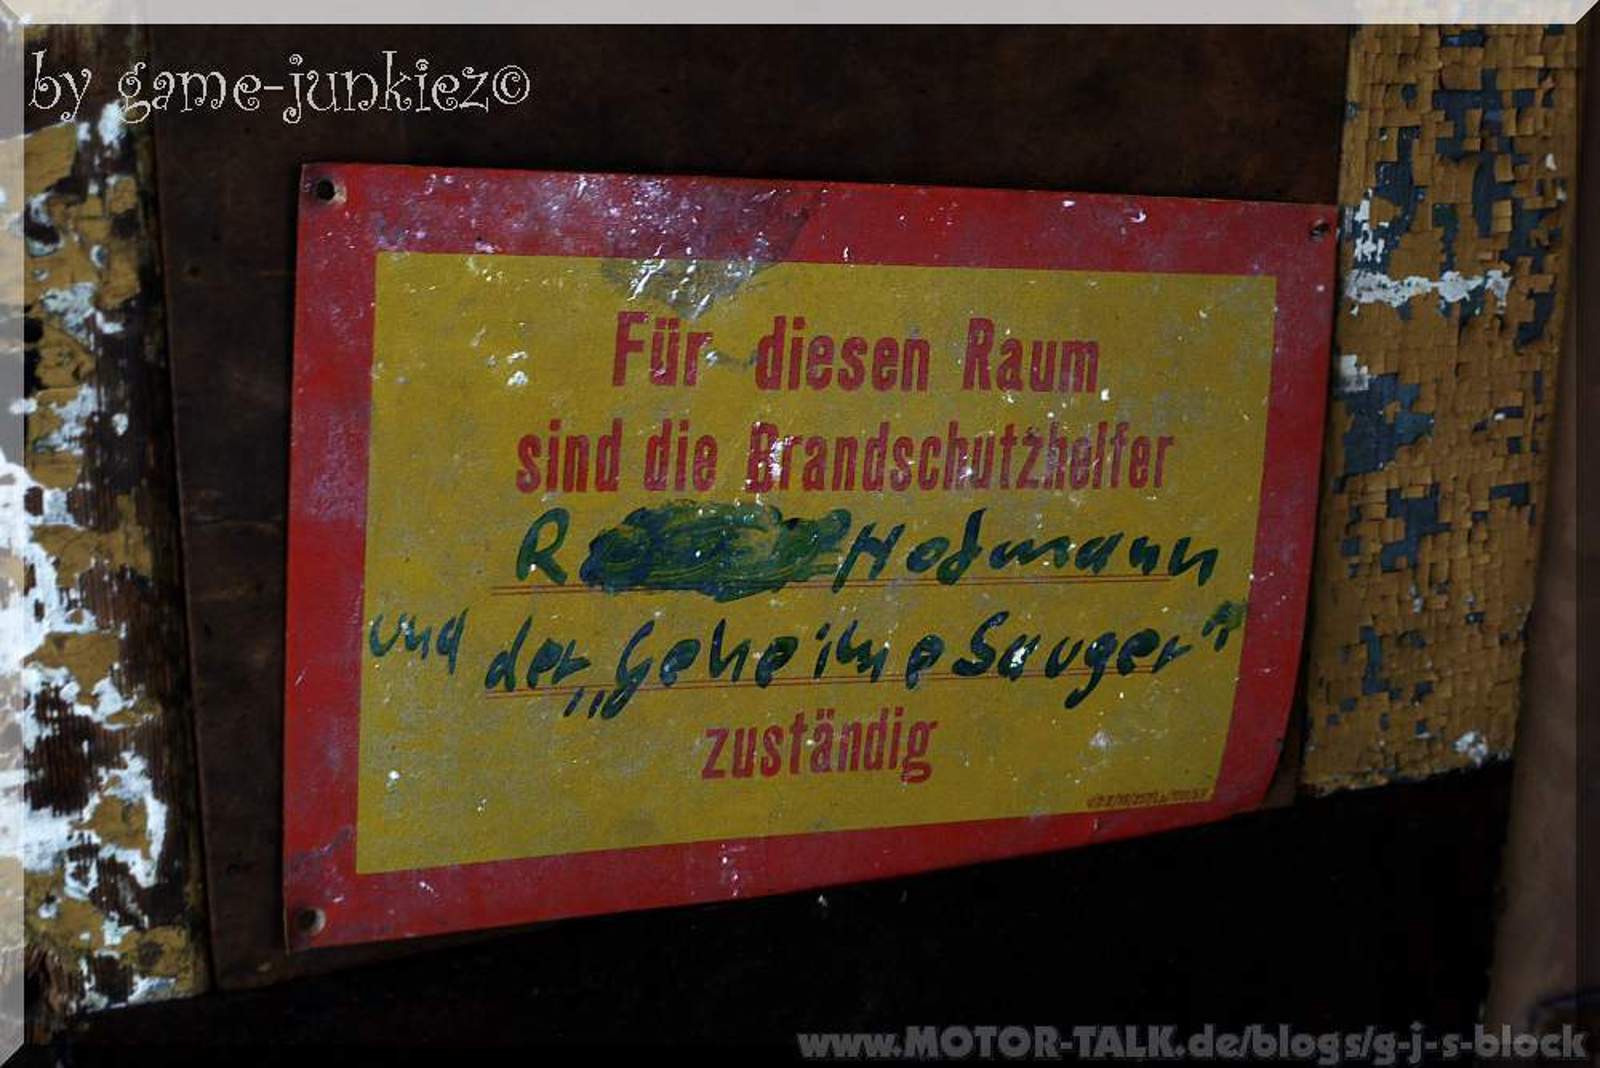 by game-junkiez©
Für diesen Raum
sind die Brandschutzhelfer
R Hofmann
und der „Geheime Sauger“
zuständig
www.MOTOR-TALK.de/blogs/g-j-s-block